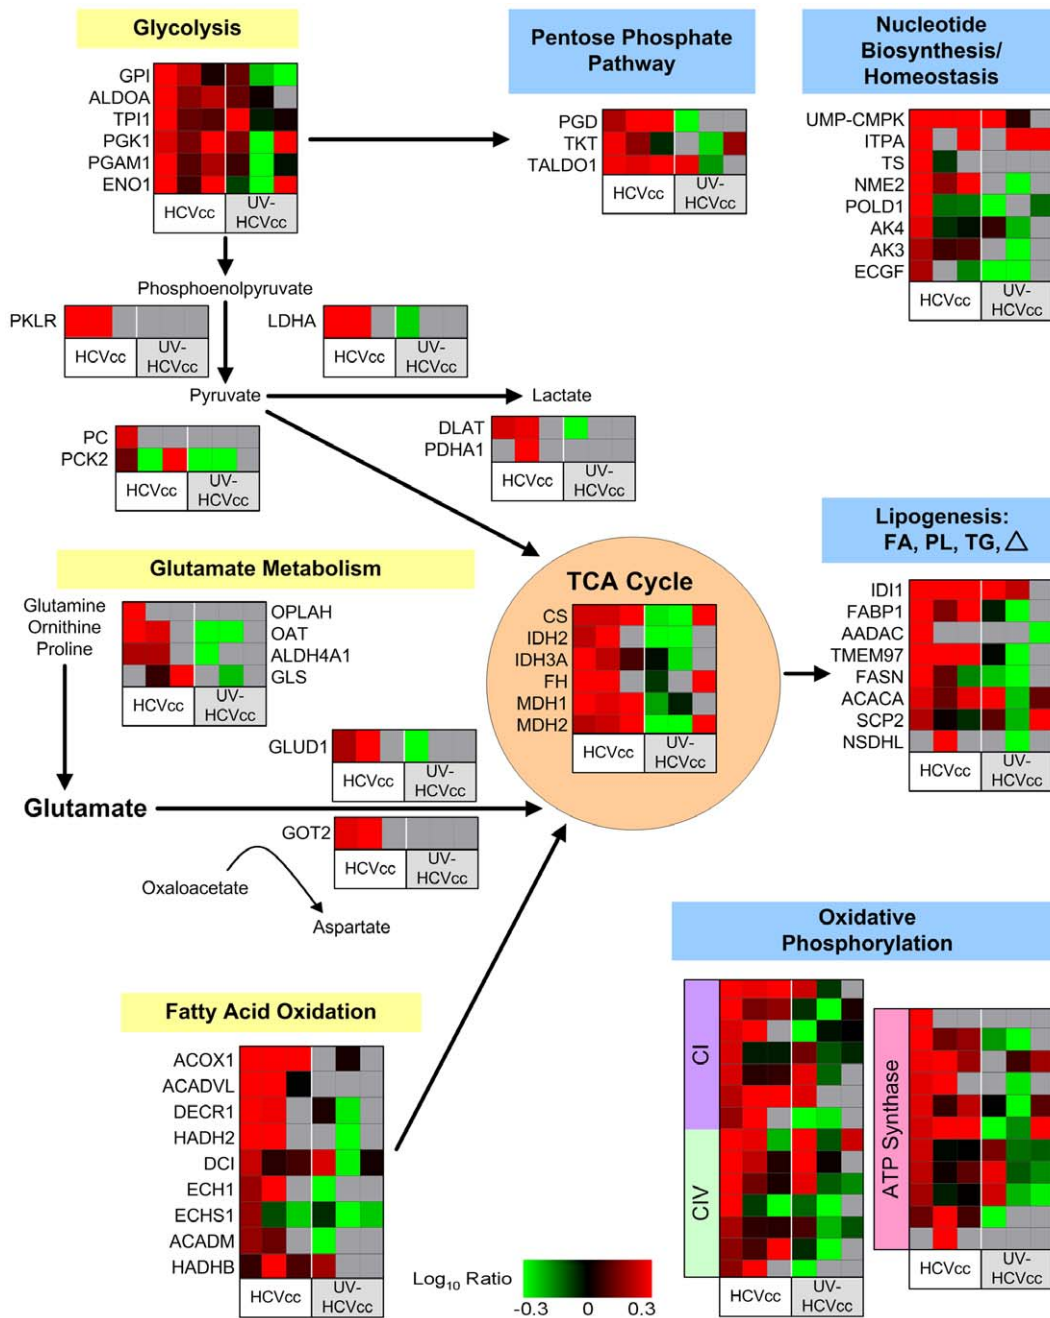 Glycolysis
GPI
ALDOA
TPI1
PGK1
PGAM1
ENO1
HCVcc
UV-
HCVcc
Pentose Phosphate
Pathway
PGD
TKT
TALDO1
HCVcc
UV-
HCVcc
Nucleotide
Biosynthesis/
Homeostasis
UMP-CMPK
ITPA
TS
NME2
POLD1
AK4
AK3
ECGF
HCVcc
UV-
HCVcc
Phosphoenolpyruvate
PKLR
HCVcc
UV-
HCVcc
LDHA
HCVcc
UV-
HCVcc
Pyruvate
Lactate
PC
PCK2
HCVcc
UV-
HCVcc
DLAT
PDHA1
HCVcc
UV-
HCVcc
Glutamate Metabolism
Glutamine
Ornithine
Proline
OPLAH
OAT
ALDH4A1
GLS
HCVcc
UV-
HCVcc
GLUD1
HCVcc
UV-
HCVcc
Glutamate
GOT2
HCVcc
UV-
HCVcc
Oxaloacetate
Aspartate
TCA Cycle
CS
IDH2
IDH3A
FH
MDH1
MDH2
HCVcc
UV-
HCVcc
Lipogenesis:
FA, PL, TG, △
IDI1
FABP1
AADAC
TMEM97
FASN
ACACA
SCP2
NSDHL
HCVcc
UV-
HCVcc
Fatty Acid Oxidation
ACOX1
ACADVL
DECR1
HADH2
DCI
ECH1
ECHS1
ACADM
HADHB
HCVcc
UV-
HCVcc
Log10 Ratio
-0.3 0 0.3
Oxidative
Phosphorylation
CI
CIV
HCVcc
UV-
HCVcc
ATP Synthase
HCVcc
UV-
HCVcc